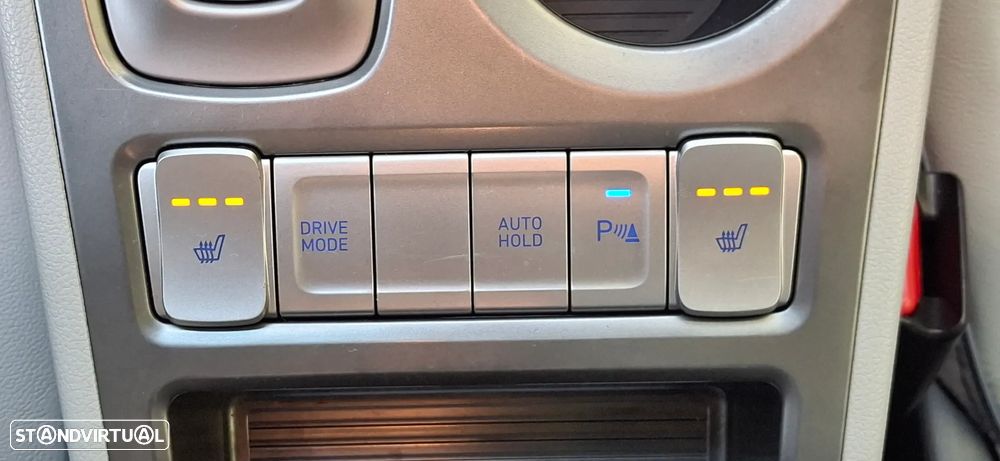 DRIVE
MODE
AUTO
HOLD
P
STANDVIRTUAL